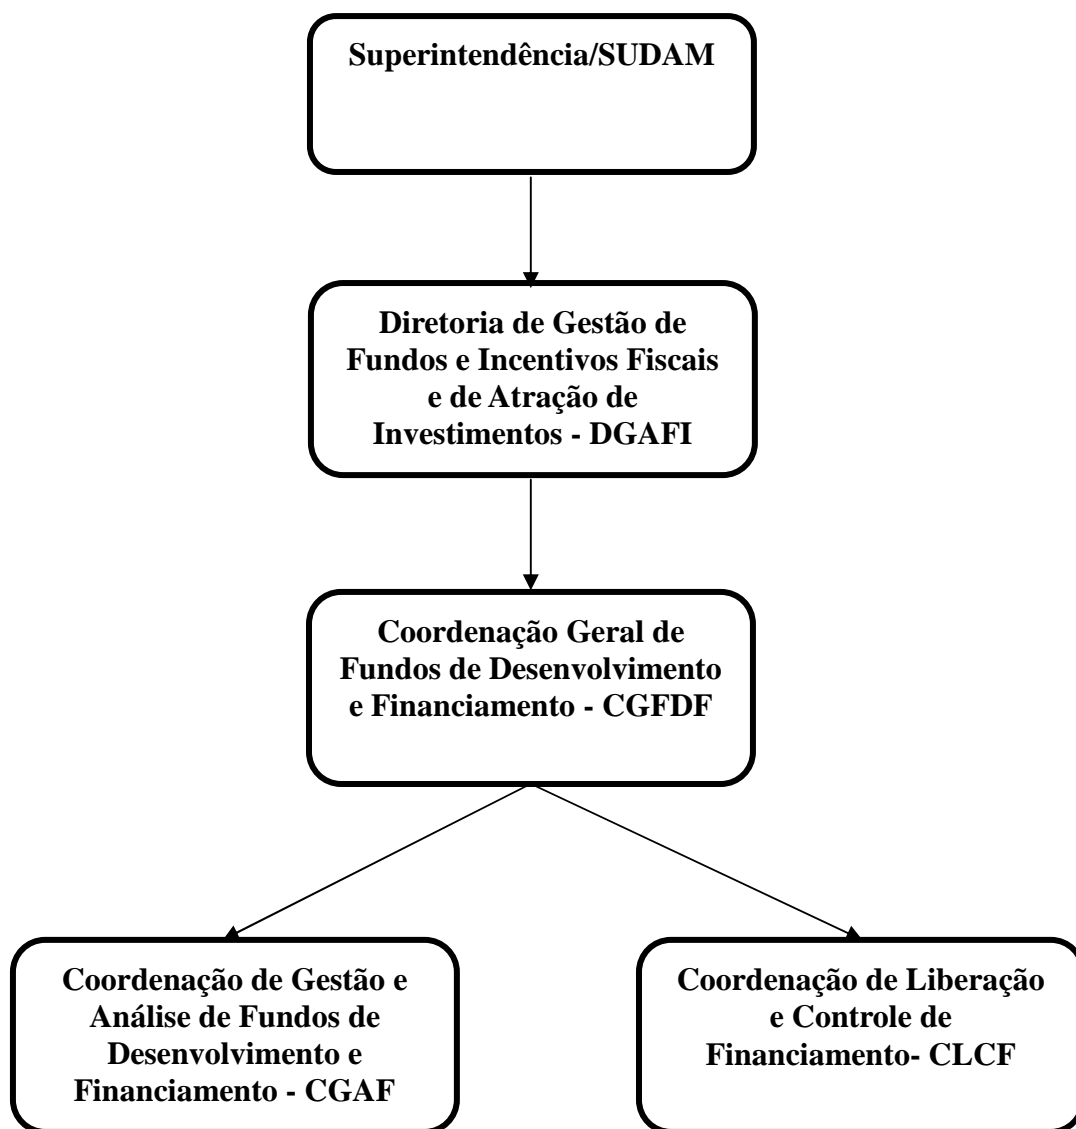 Superintendência/SUDAM
Diretoria de Gestão de
Fundos e Incentivos Fiscais
e de Atração de
Investimentos - DGAFI
Coordenação Geral de
Fundos de Desenvolvimento
e Financiamento - CGFDF
Coordenação de Gestão e
Análise de Fundos de
Desenvolvimento e
Financiamento - CGAF
Coordenação de Liberação
e Controle de
Financiamento- CLCF